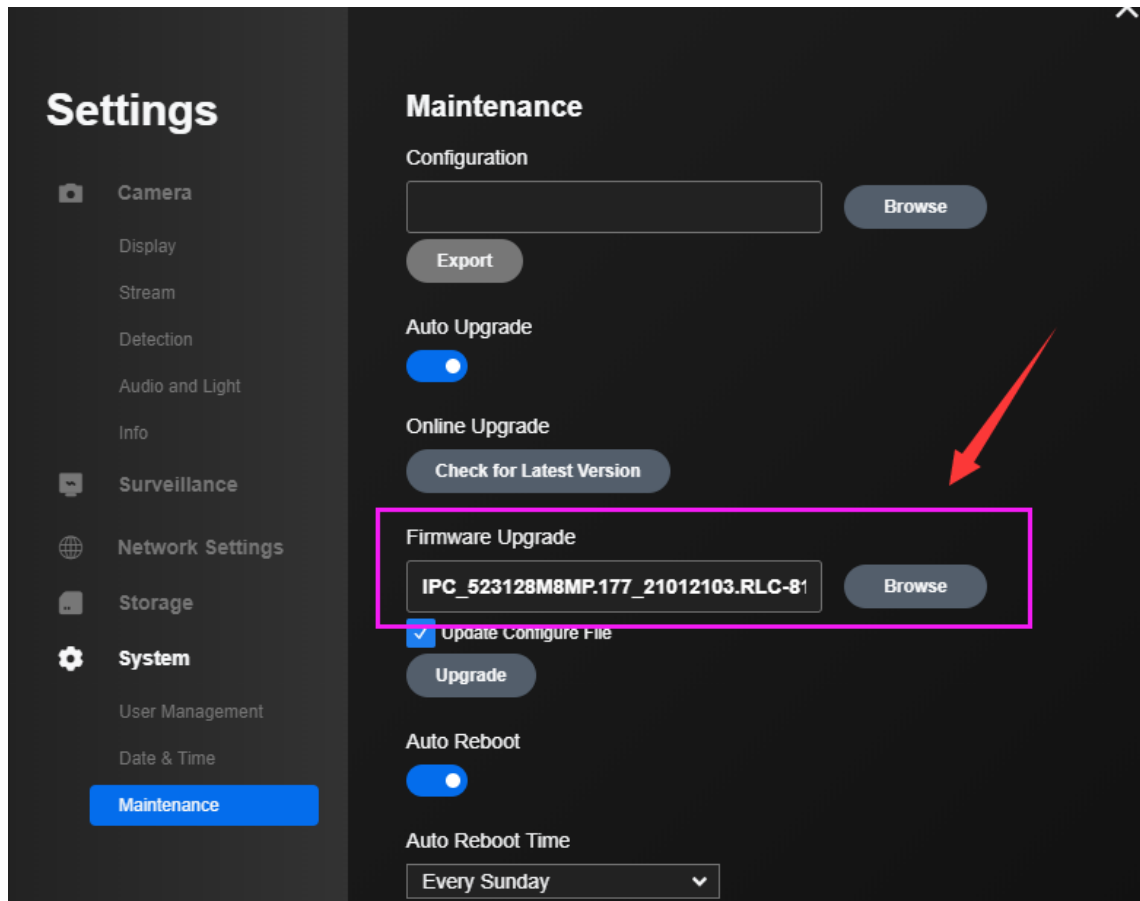 Settings
Camera
Display
Stream
Detection
Audio and Light
Info
Surveillance
Network Settings
Storage
System
User Management
Date & Time
Maintenance
Maintenance
Configuration
Browse
Export
Auto Upgrade
Online Upgrade
Check for Latest Version
Firmware Upgrade
IPC_523128M8MP.177_21012103.RLC-81
Browse
Update Configure File
Upgrade
Auto Reboot
Auto Reboot Time
Every Sunday